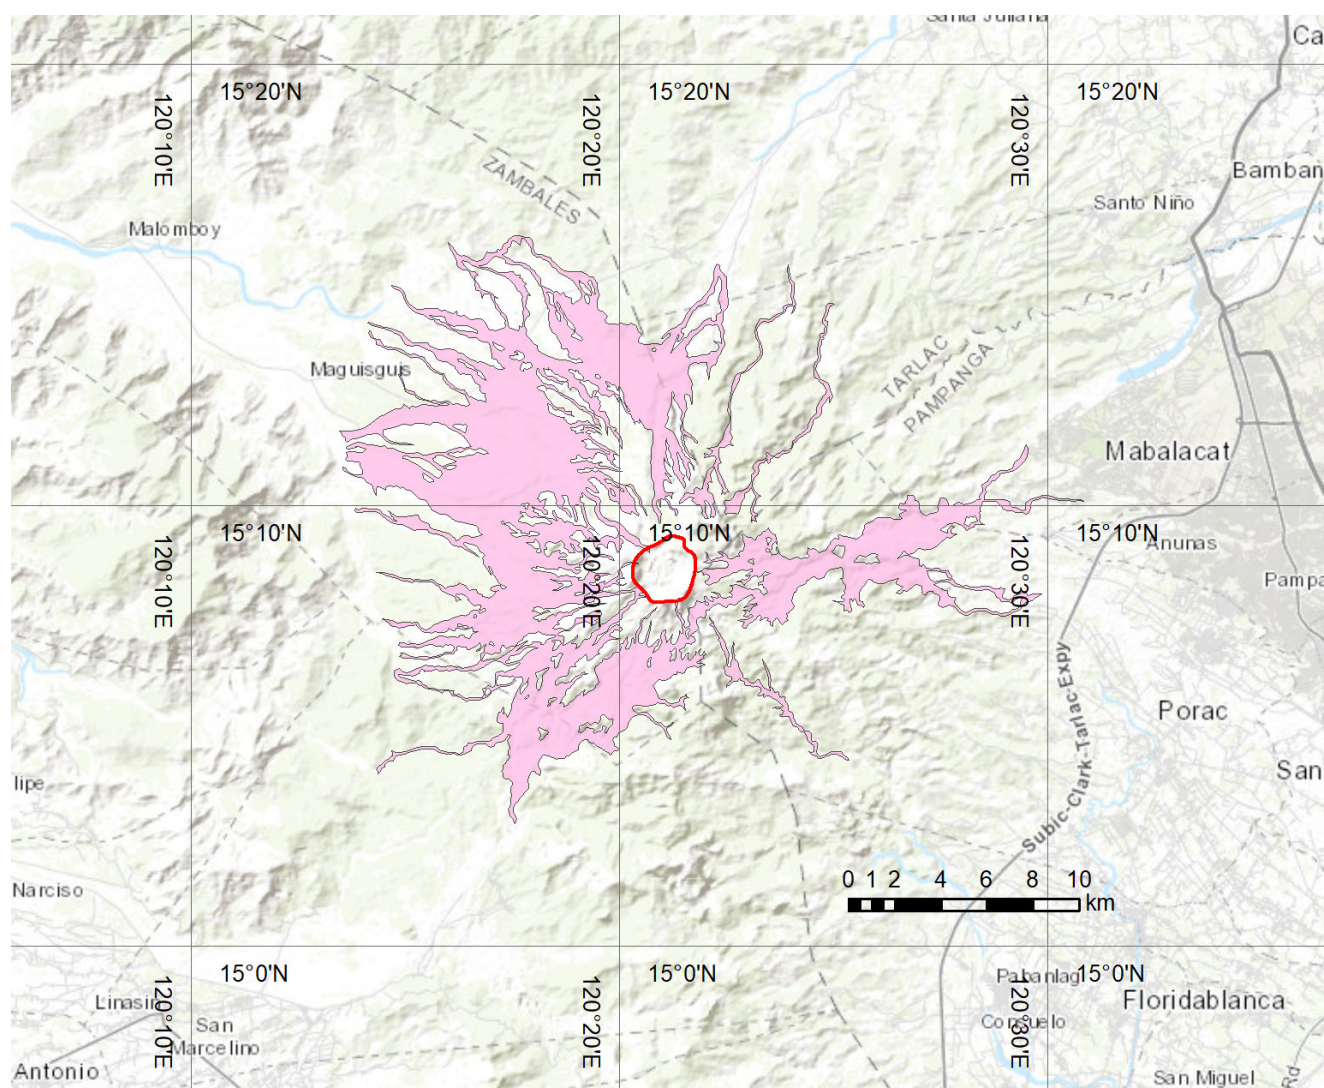 Santa Juliana
Ca
15°20'N
15°20'N
15°20'N
120°10'E
120°20'E
120°30'E
Bamban
ZAMBALES
Santo Niño
Malomboy
TARLAC
PAMPANGA
Maguisguis
Mabalacat
15°10'N
15°10'N
15°10'N
Anunas
120°10'E
120°20'E
120°30'E
Pampa
Subic-Clark-Tarlac-Expy
Porac
San
lipe
0 1 2 4 6 8 10
km
Narciso
15°0'N
15°0'N
15°0'N
Pabanlag
120°10'E
120°20'E
120°30'E
Linasin
Floridablanca
San
Marcelino
Consuelo
Antonio
San Miguel
Rd